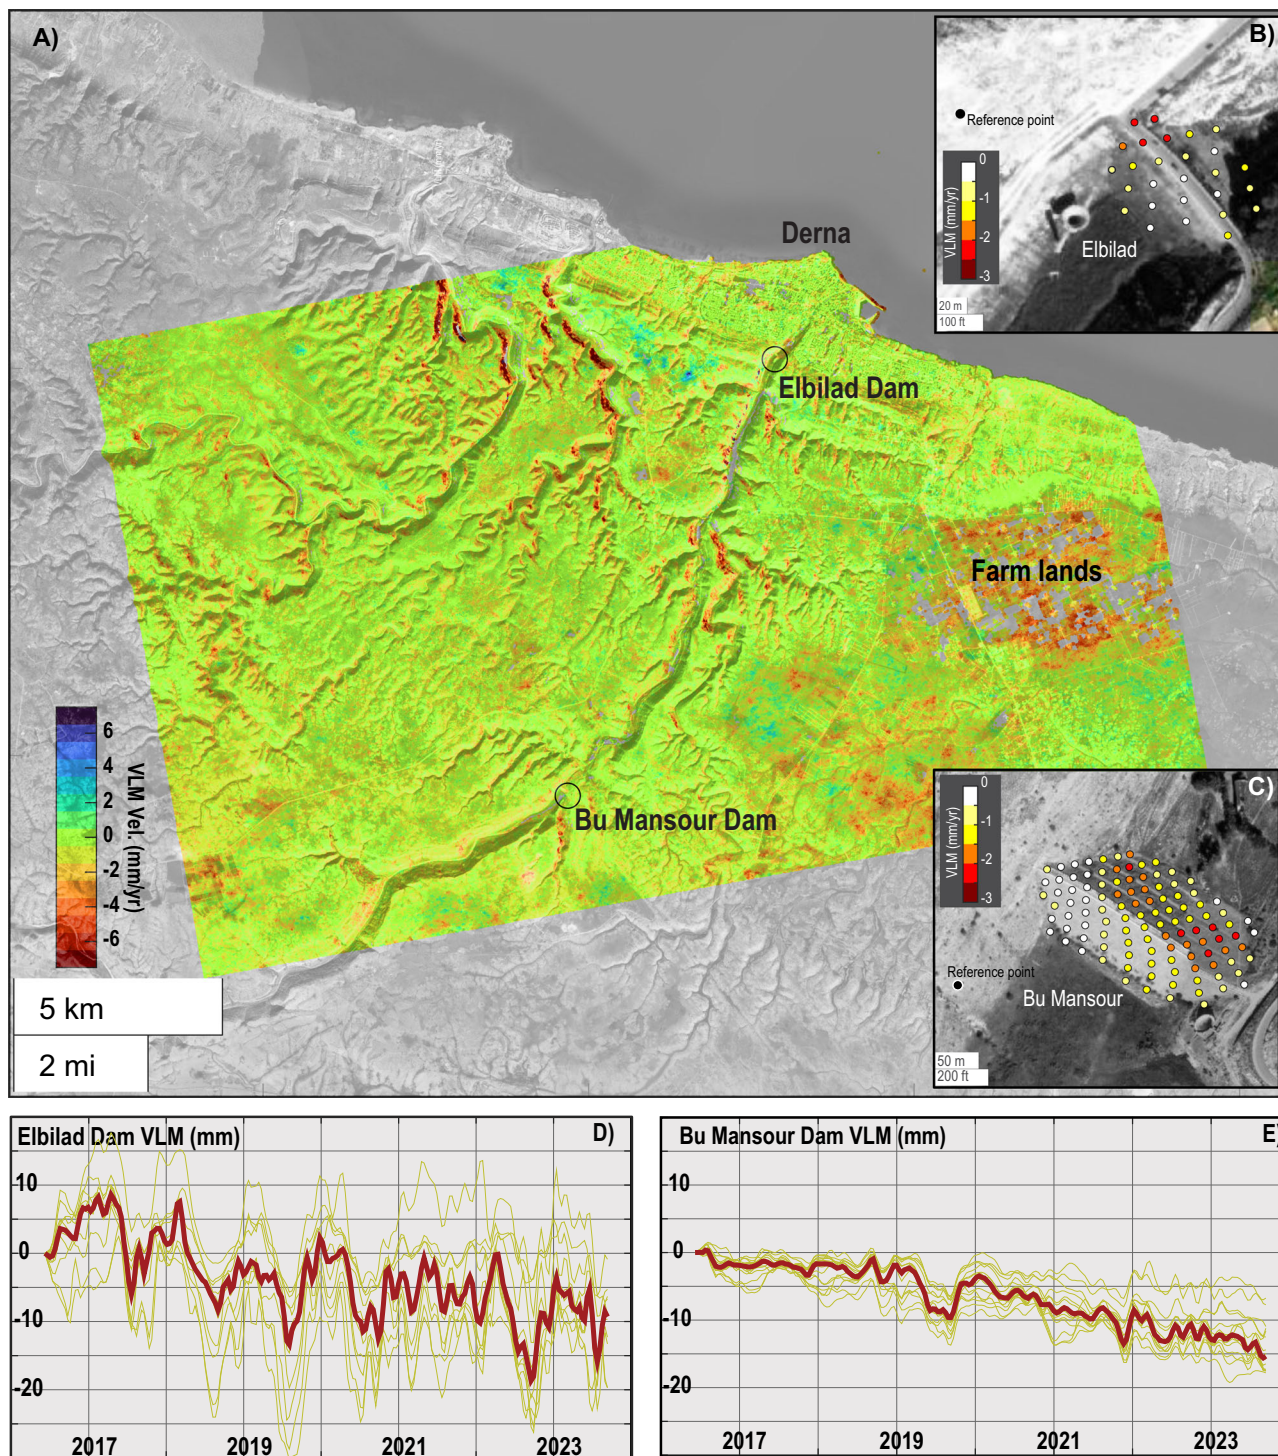 A)
Derna
Elbilad Dam
Farm lands
Bu Mansour Dam
6
4
2
0
-2
-4
-6
VLM Vel. (mm/yr)
5 km
2 mi
B)
Reference point
0
-1
-2
-3
VLM (mm/yr)
Elbilad
20 m
100 ft
C)
0
-1
-2
-3
VLM (mm/yr)
Reference point
Bu Mansour
50 m
200 ft
Elbilad Dam VLM (mm)
D)
10
0
-10
-20
2017
2019
2021
2023
Bu Mansour Dam VLM (mm)
E)
10
0
-10
-20
2017
2019
2021
2023